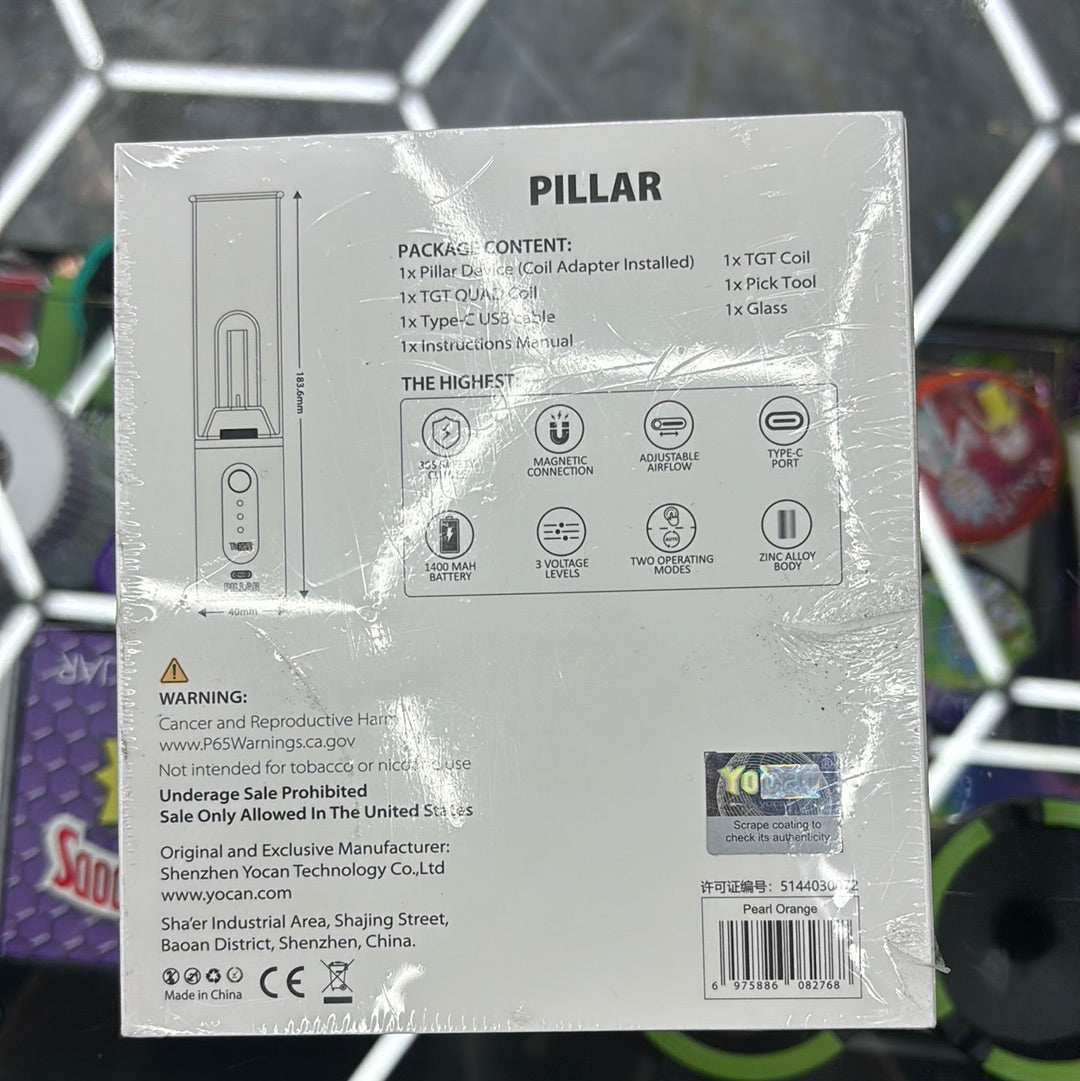 PILLAR
PACKAGE CONTENT:
1x Pillar Device (Coil Adapter Installed)
1x TGT QUAD Coil
1x Type-C USB cable
1x Instructions Manual
1x TGT Coil
1x Pick Tool
1x Glass
183.6mm
THE HIGHEST:
MAGNETIC
CONNECTION
ADJUSTABLE
AIRFLOW
TYPE-C
PORT
AUTO
1400 MAH
BATTERY
3 VOLTAGE
LEVELS
TWO OPERATING
MODES
ZINC ALLOY
BODY
PILLAR
40mm
WARNING:
Cancer and Reproductive Harm
www.P65Warnings.ca.gov
Not intended for tobacco or use
Underage Sale Prohibited
Sale Only Allowed In The United States
Original and Exclusive Manufacturer:
Shenzhen Yocan Technology Co.,Ltd
www.yocan.com
Sha'er Industrial Area, Shajing Street,
Baoan District, Shenzhen, China.
Made in China
CE
Yocan®
Scrape coating to
check its authenticity
许可证编号:
Pearl Orange
6 975886 082768